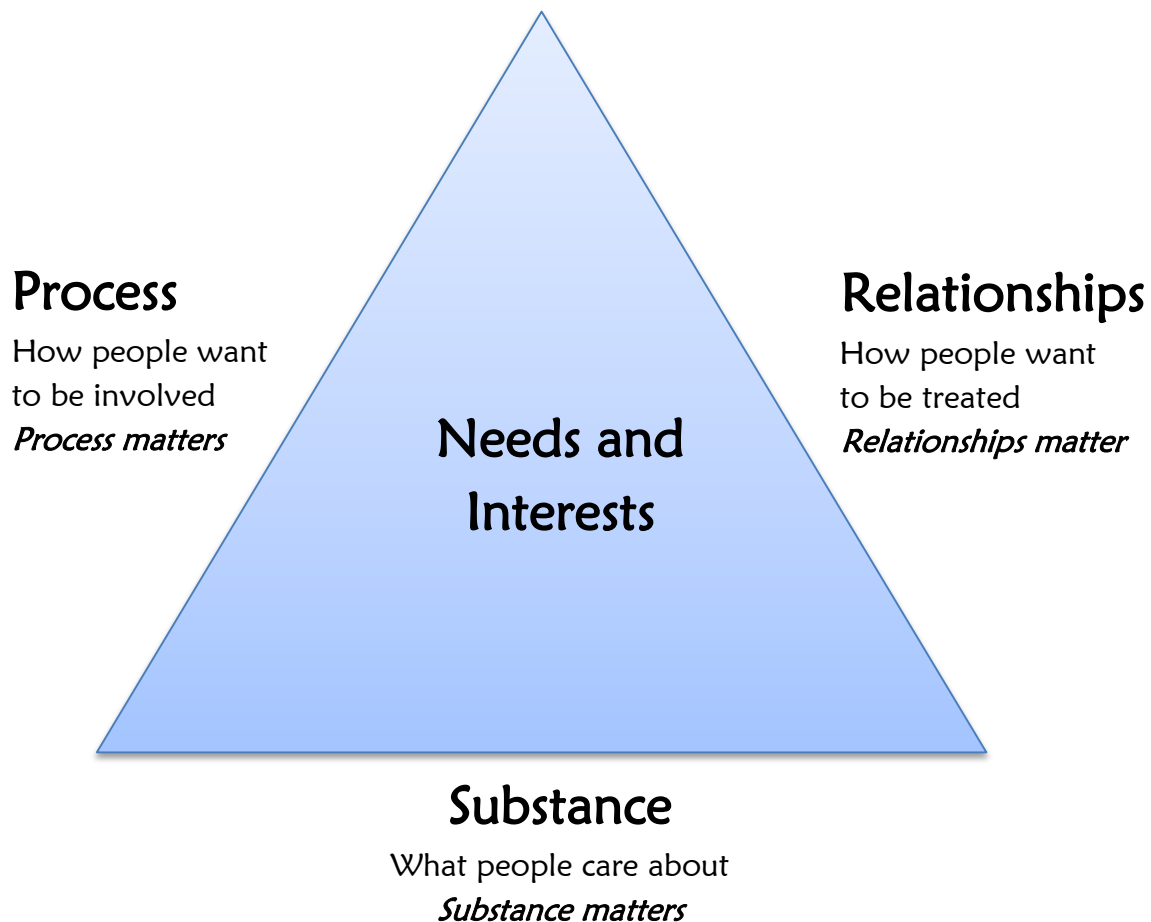 Process
How people want
to be involved
Process matters
Relationships
How people want
to be treated
Relationships matter
Needs and
Interests
Substance
What people care about
Substance matters